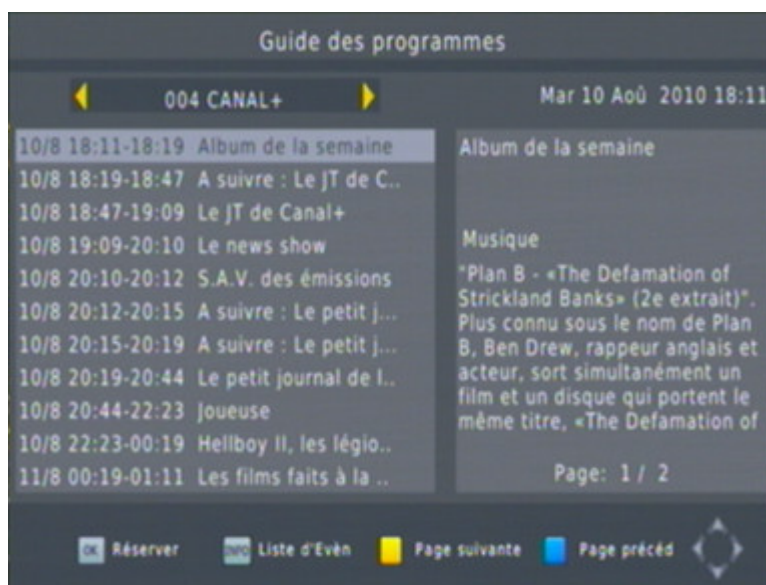 Guide des programmes
004 CANAL+
Mar 10 Aoû 2010 18:11
10/8 18:11-18:19 Album de la semaine
10/8 18:19-18:47 A suivre : Le JT de C..
10/8 18:47-19:09 Le JT de Canal+
10/8 19:09-20:10 Le news show
10/8 20:10-20:12 S.A.V. des émissions
10/8 20:12-20:15 A suivre : Le petit j...
10/8 20:15-20:19 A suivre : Le petit j...
10/8 20:19-20:44 Le petit journal de l..
10/8 20:44-22:23 Joueuse
10/8 22:23-00:19 Hellboy II, les légio..
11/8 00:19-01:11 Les films faits à la ..
Album de la semaine
Musique
"Plan B - «The Defamation of
Strickland Banks» (2e extrait)".
Plus connu sous le nom de Plan
B, Ben Drew, rappeur anglais et
acteur, sort simultanément un
film et un disque qui portent le
même titre, «The Defamation of
Page: 1 / 2
OK Réserver
INFO Liste d'Evèn
Page suivante
Page précéd